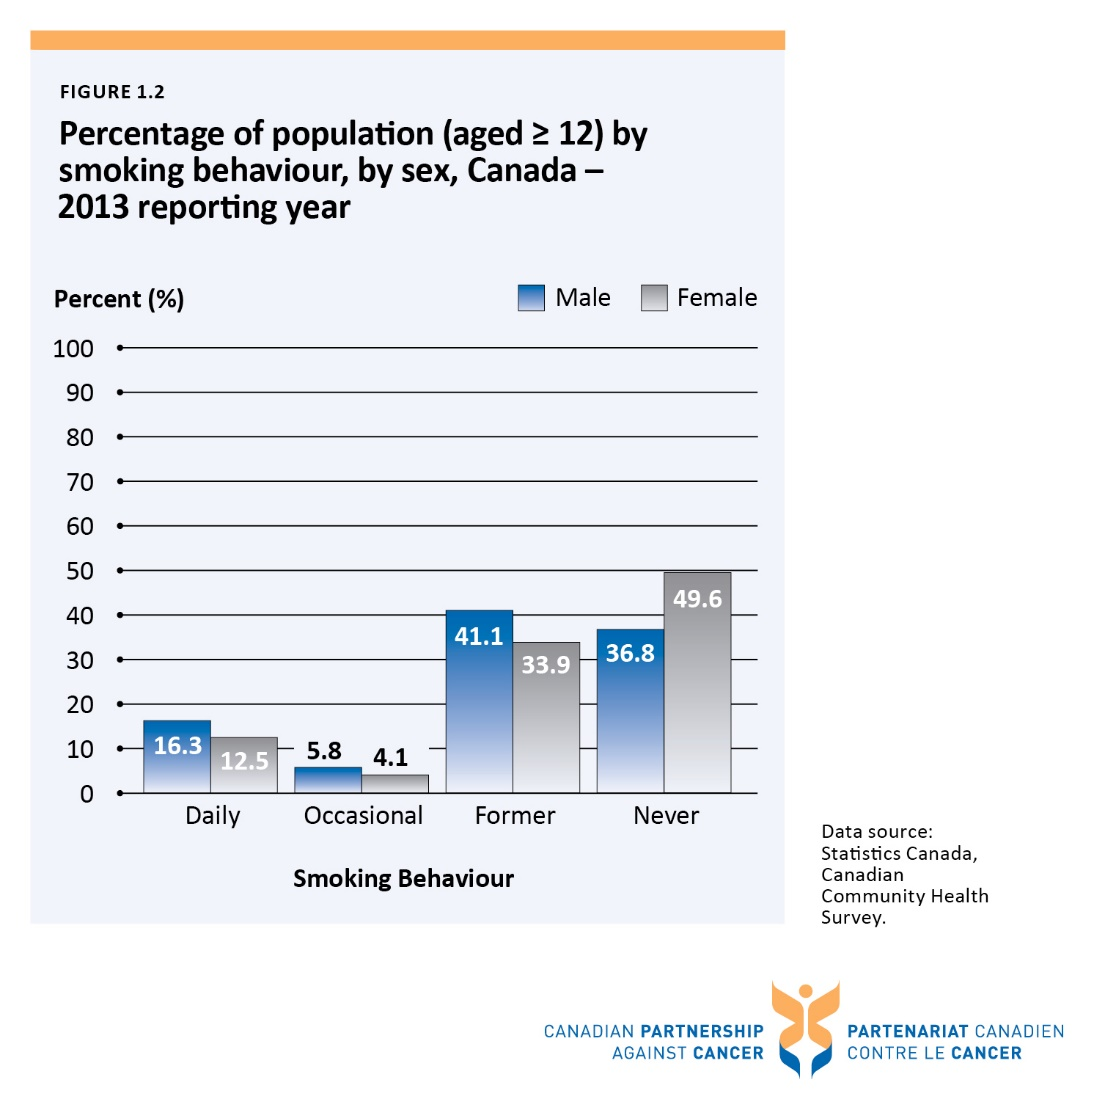 FIGURE 1.2
Percentage of population (aged ≥ 12) by
smoking behaviour, by sex, Canada –
2013 reporting year
Percent (%)
Male
Female
100
90
80
70
60
50
40
30
20
10
0
16.3
12.5
5.8
4.1
41.1
33.9
36.8
49.6
Daily
Occasional
Former
Never
Smoking Behaviour
Data source:
Statistics Canada,
Canadian
Community Health
Survey.
CANADIAN PARTNERSHIP
AGAINST CANCER
PARTENARIAT CANADIEN
CONTRE LE CANCER